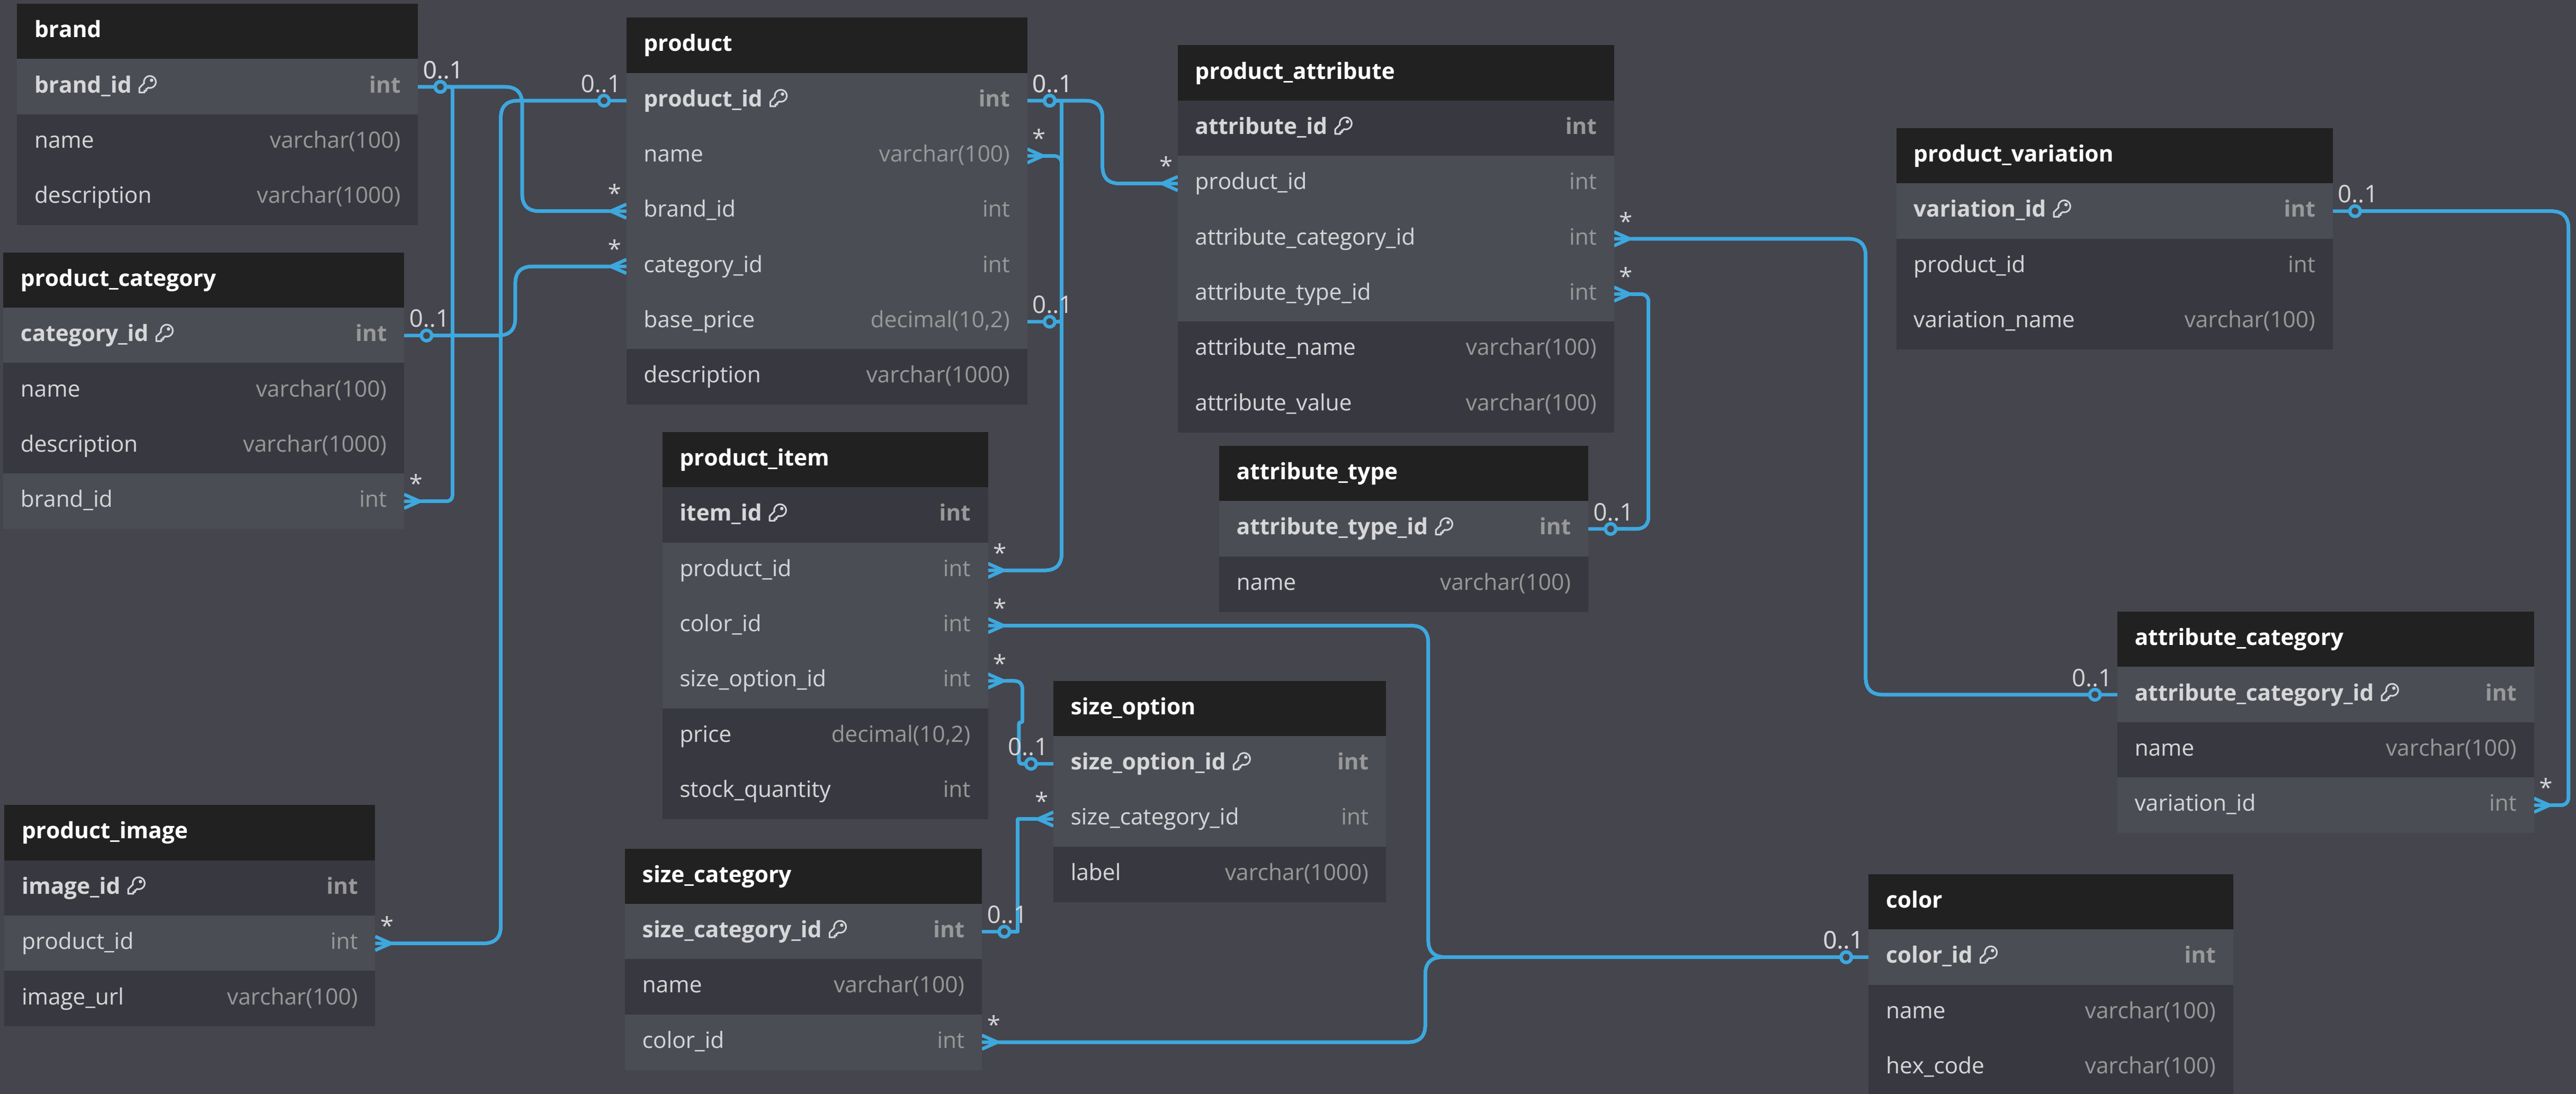 brand
brand_id int
name varchar(100)
description varchar(1000)
0..1
product_category
category_id int
name varchar(100)
description varchar(1000)
brand_id int
0..1
*
product_image
image_id int
product_id int
image_url varchar(100)
*
product
product_id int
name varchar(100)
brand_id int
category_id int
base_price decimal(10,2)
description varchar(1000)
0..1
*
*
0..1
*
0..1
product_item
item_id int
product_id int
color_id int
size_option_id int
price decimal(10,2)
stock_quantity int
*
*
*
size_category
size_category_id int
name varchar(100)
color_id int
0..1
*
size_option
size_option_id int
size_category_id int
label varchar(1000)
0..1
*
product_attribute
attribute_id int
product_id int
attribute_category_id int
attribute_type_id int
attribute_name varchar(100)
attribute_value varchar(100)
*
*
*
attribute_type
attribute_type_id int
name varchar(100)
0..1
product_variation
variation_id int
product_id int
variation_name varchar(100)
0..1
attribute_category
attribute_category_id int
name varchar(100)
variation_id int
0..1
*
color
color_id int
name varchar(100)
hex_code varchar(100)
0..1